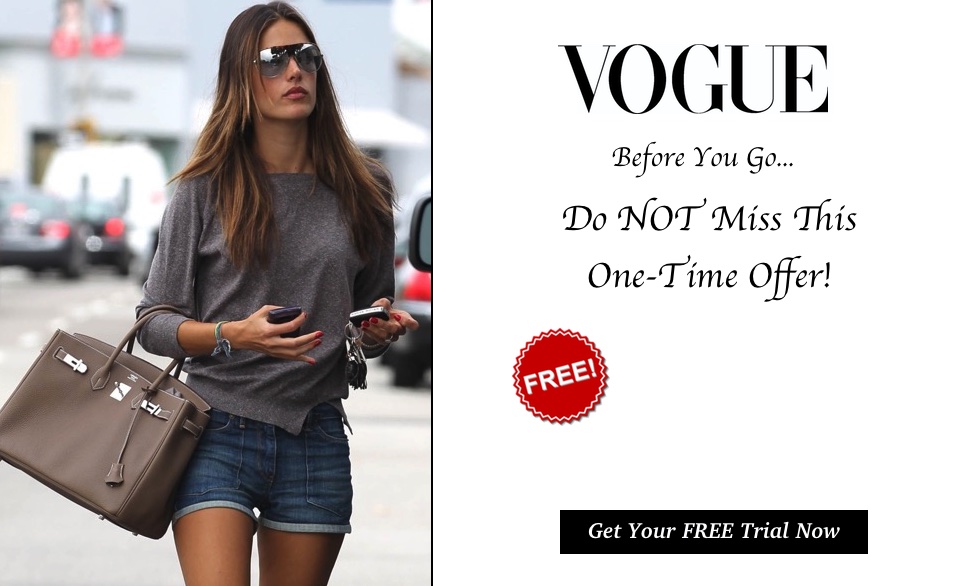 VOGUE
Before You Go...
Do NOT Miss This
One-Time Offer!
FREE!
Get Your FREE Trial Now